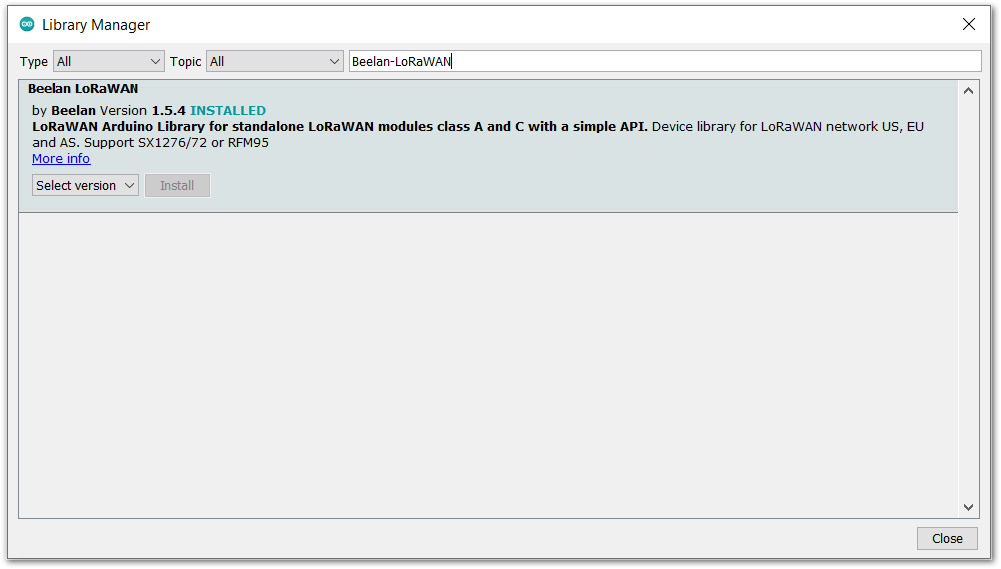 Library Manager
Type All Topic All Beelan-LoRaWAN
Beelan LoRaWAN
by Beelan Version 1.5.4 INSTALLED
LoRaWAN Arduino Library for standalone LoRaWAN modules class A and C with a simple API. Device library for LoRaWAN network US, EU
and AS. Support SX1276/72 or RFM95
More info
Select version Install
Close